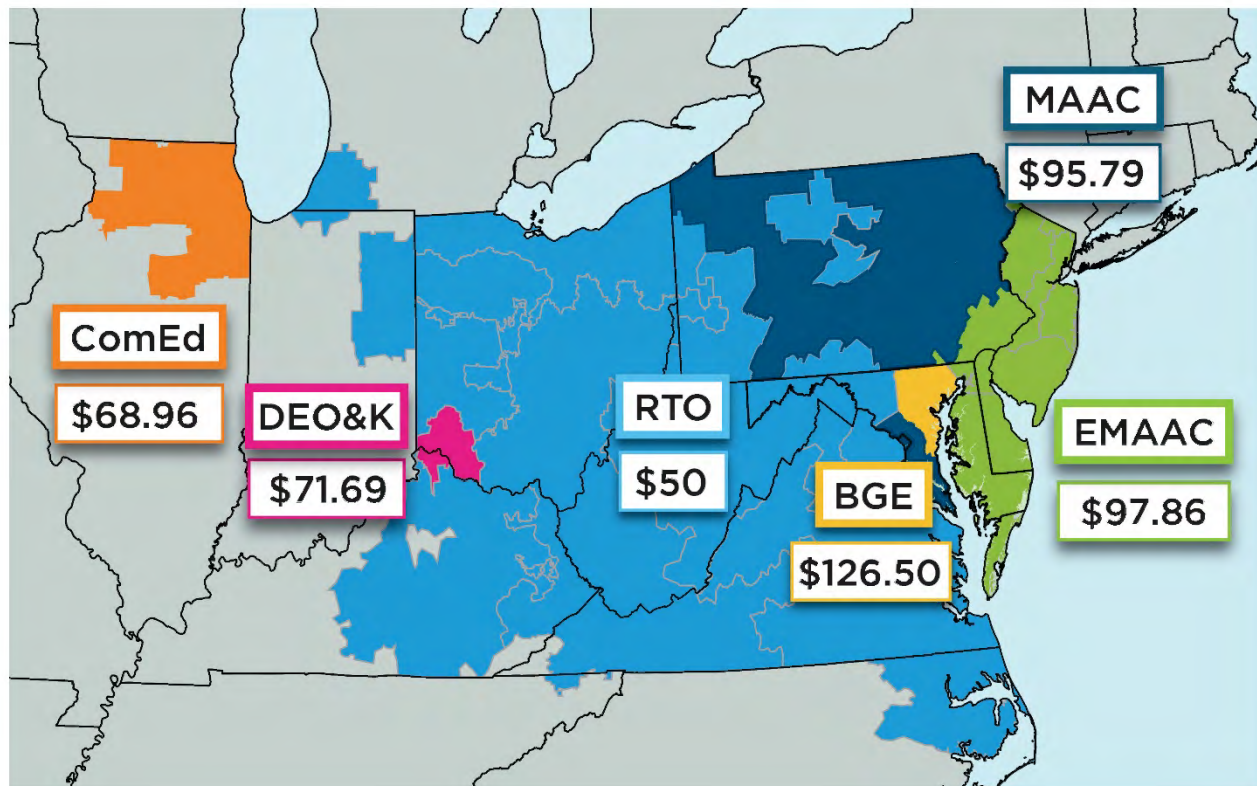 MAAC
$95.79
ComEd
$68.96
DEO&K
$71.69
RTO
$50
BGE
$126.50
EMAAC
$97.86